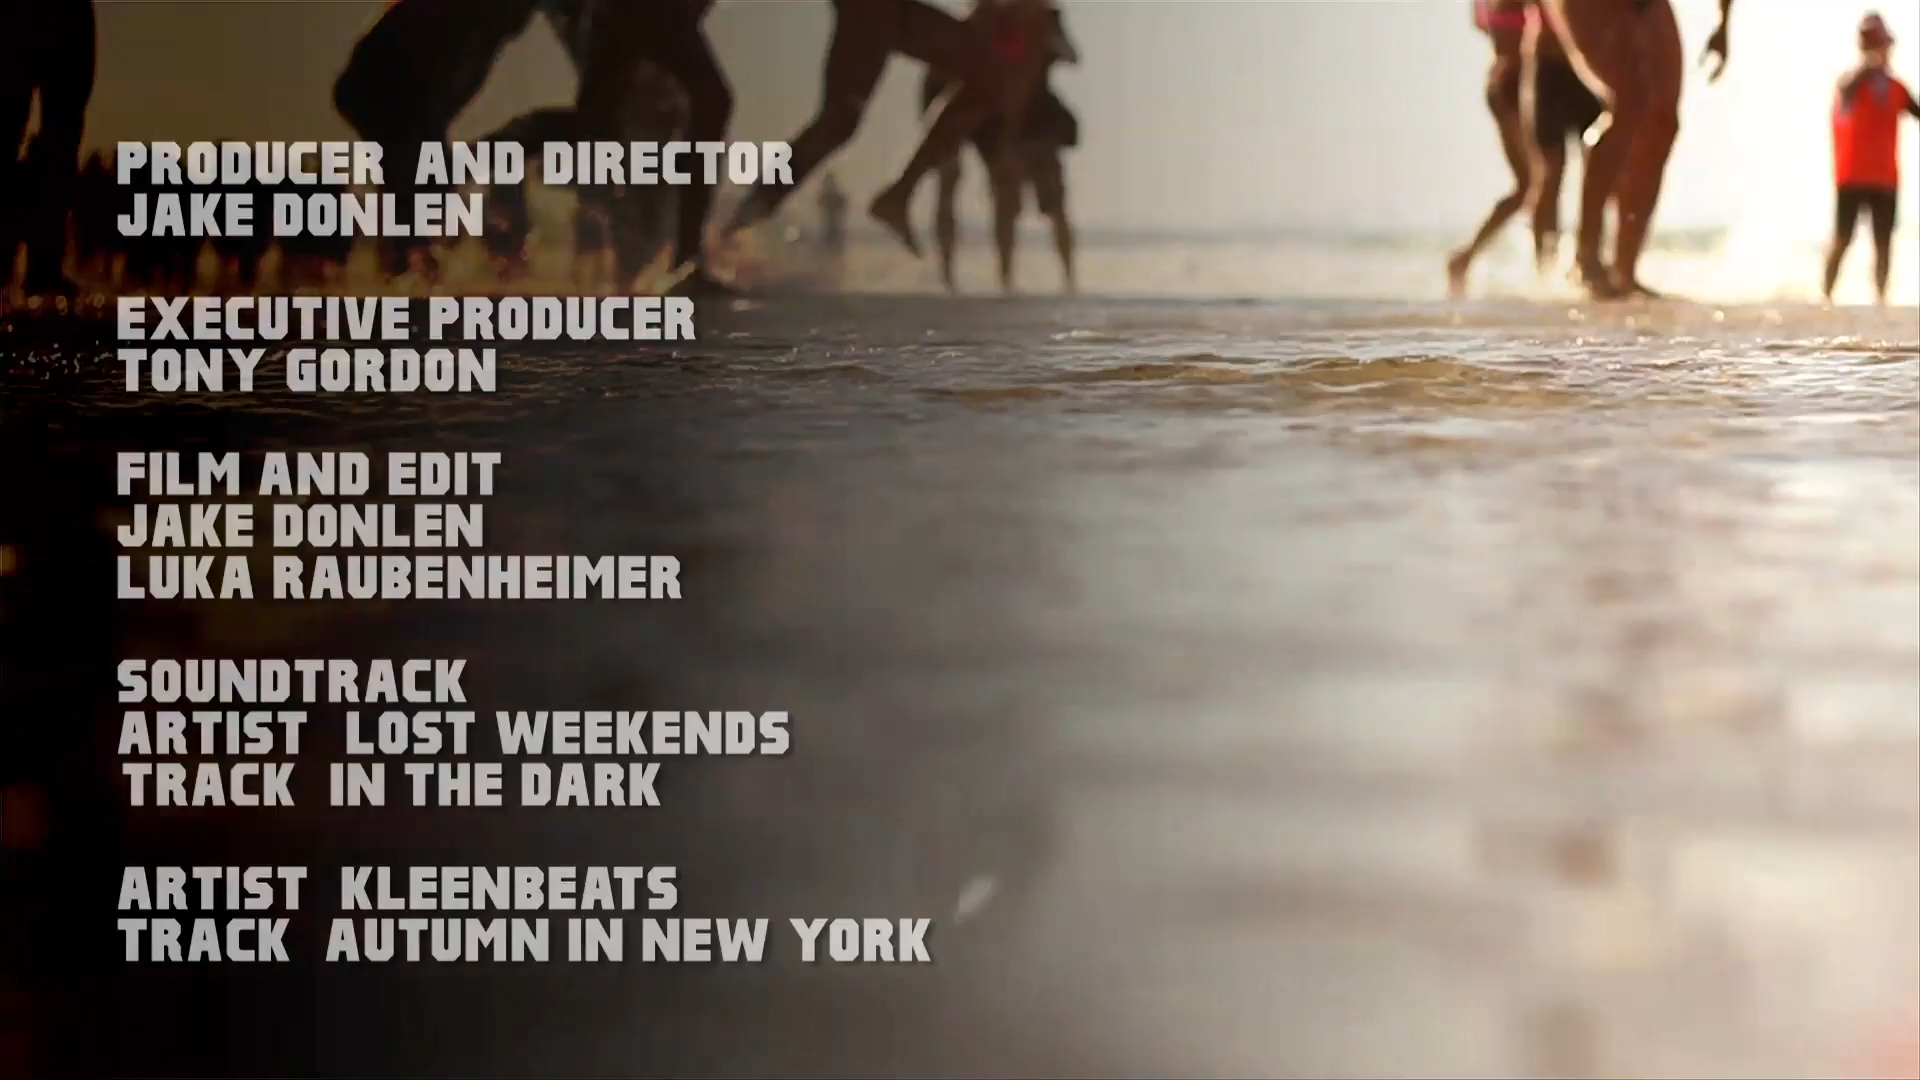 PRODUCER AND DIRECTOR
JAKE DONLEN
EXECUTIVE PRODUCER
TONY GORDON
FILM AND EDIT
JAKE DONLEN
LUKA RAUBENHEIMER
SOUNDTRACK
ARTIST LOST WEEKENDS
TRACK IN THE DARK
ARTIST KLEENBEATS
TRACK AUTUMN IN NEW YORK